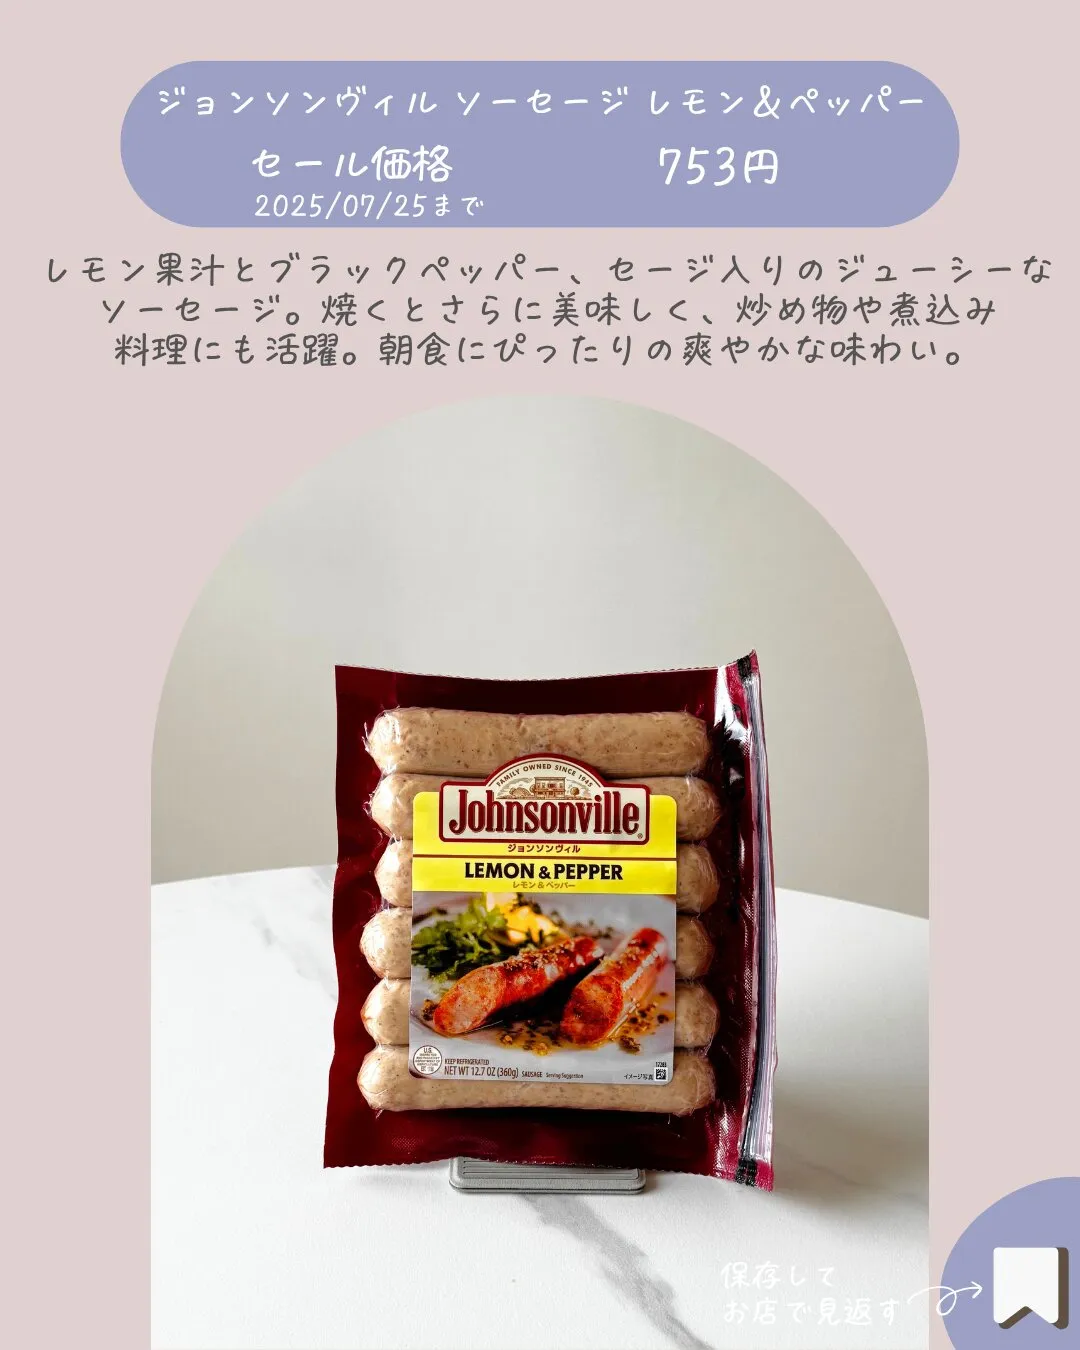 ジョンソンヴィル ソーセージ レモン&ペッパー
セール価格 753円
2025/07/25まで
レモン果汁とブラックペッパー、セージ入りのジューシーな
ソーセージ。焼くとさらに美味しく、炒め物や煮込み
料理にも活躍。朝食にぴったりの爽やかな味わい。
FAMILY OWNED SINCE 1945
Johnsonville
ジョンソンヴィル
LEMON & PEPPER
レモン & ペッパー
KEEP REFRIGERATED
NET WT 12.7 OZ (360g) SAUSAGE Serving Suggestion
イメージ写真
保存して
お店で見返す